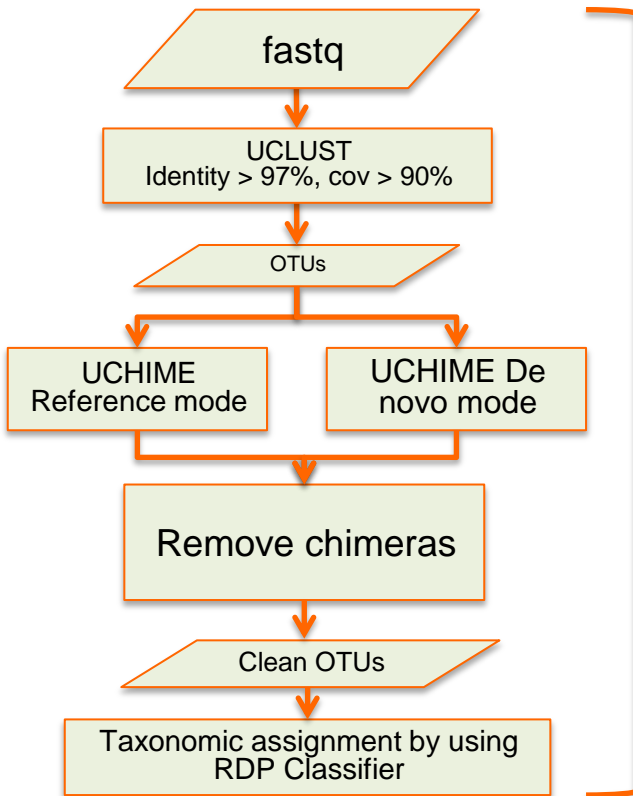 fastq
UCLUST
Identity > 97%, cov > 90%
OTUs
UCHIME
Reference mode
UCHIME De
novo mode
Remove chimeras
Clean OTUs
Taxonomic assignment by using
RDP Classifier